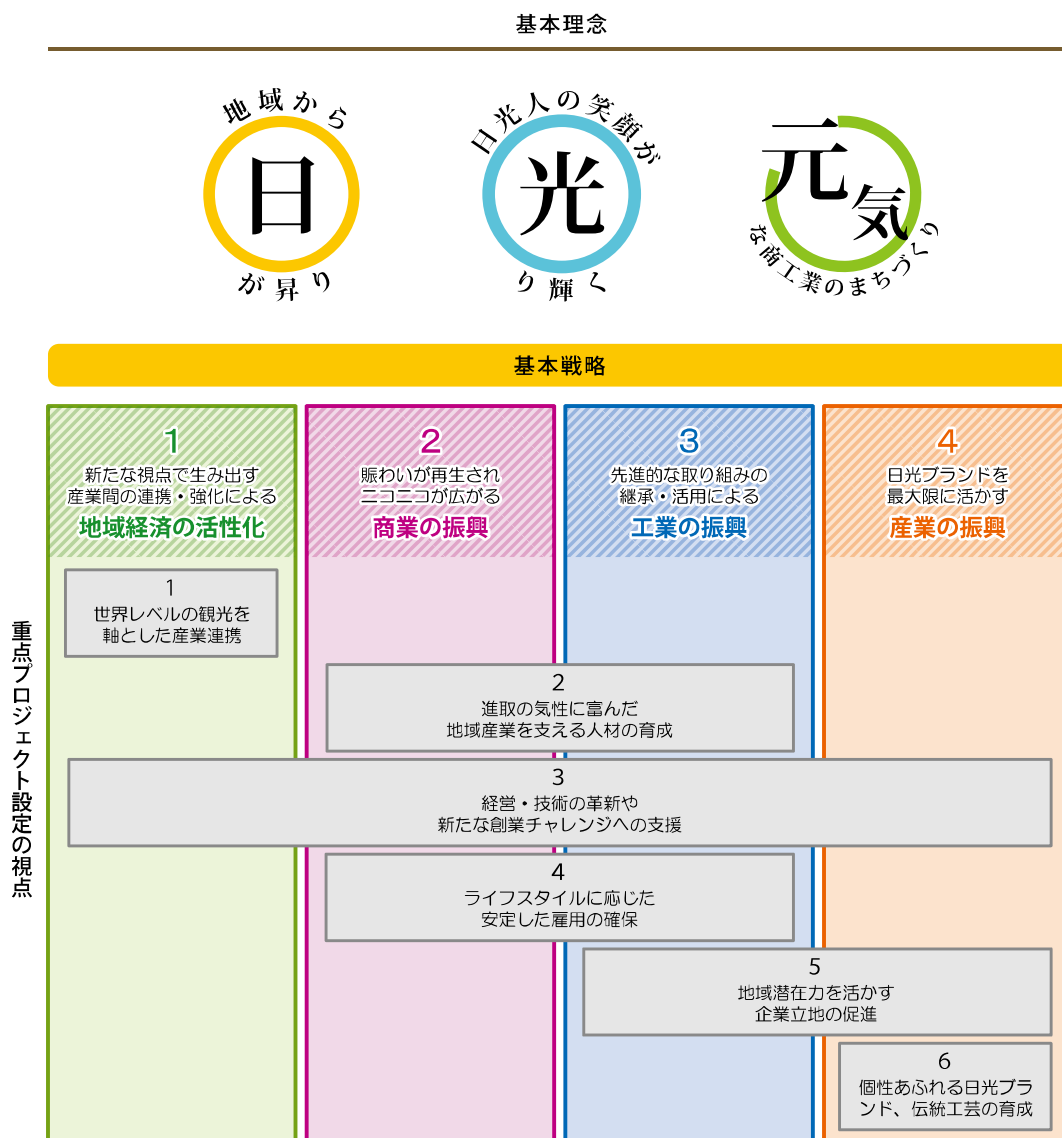 基本理念
地域から
日
が昇り
日光人の笑顔が
光
り輝く
元気
な商工業のまちづくり
基本戦略
1
新たな視点で生み出す
産業間の連携・強化による
地域経済の活性化
2
賑わいが再生され
ニコニコが広がる
商業の振興
3
先進的な取り組みの
継承・活用による
工業の振興
4
日光ブランドを
最大限に活かす
産業の振興
重点プロジェクト設定の視点
1
世界レベルの観光を
軸とした産業連携
2
進取の気性に富んだ
地域産業を支える人材の育成
3
経営・技術の革新や
新たな創業チャレンジへの支援
4
ライフスタイルに応じた
安定した雇用の確保
5
地域潜在力を活かす
企業立地の促進
6
個性あふれる日光ブラ
ンド、伝統工芸の育成